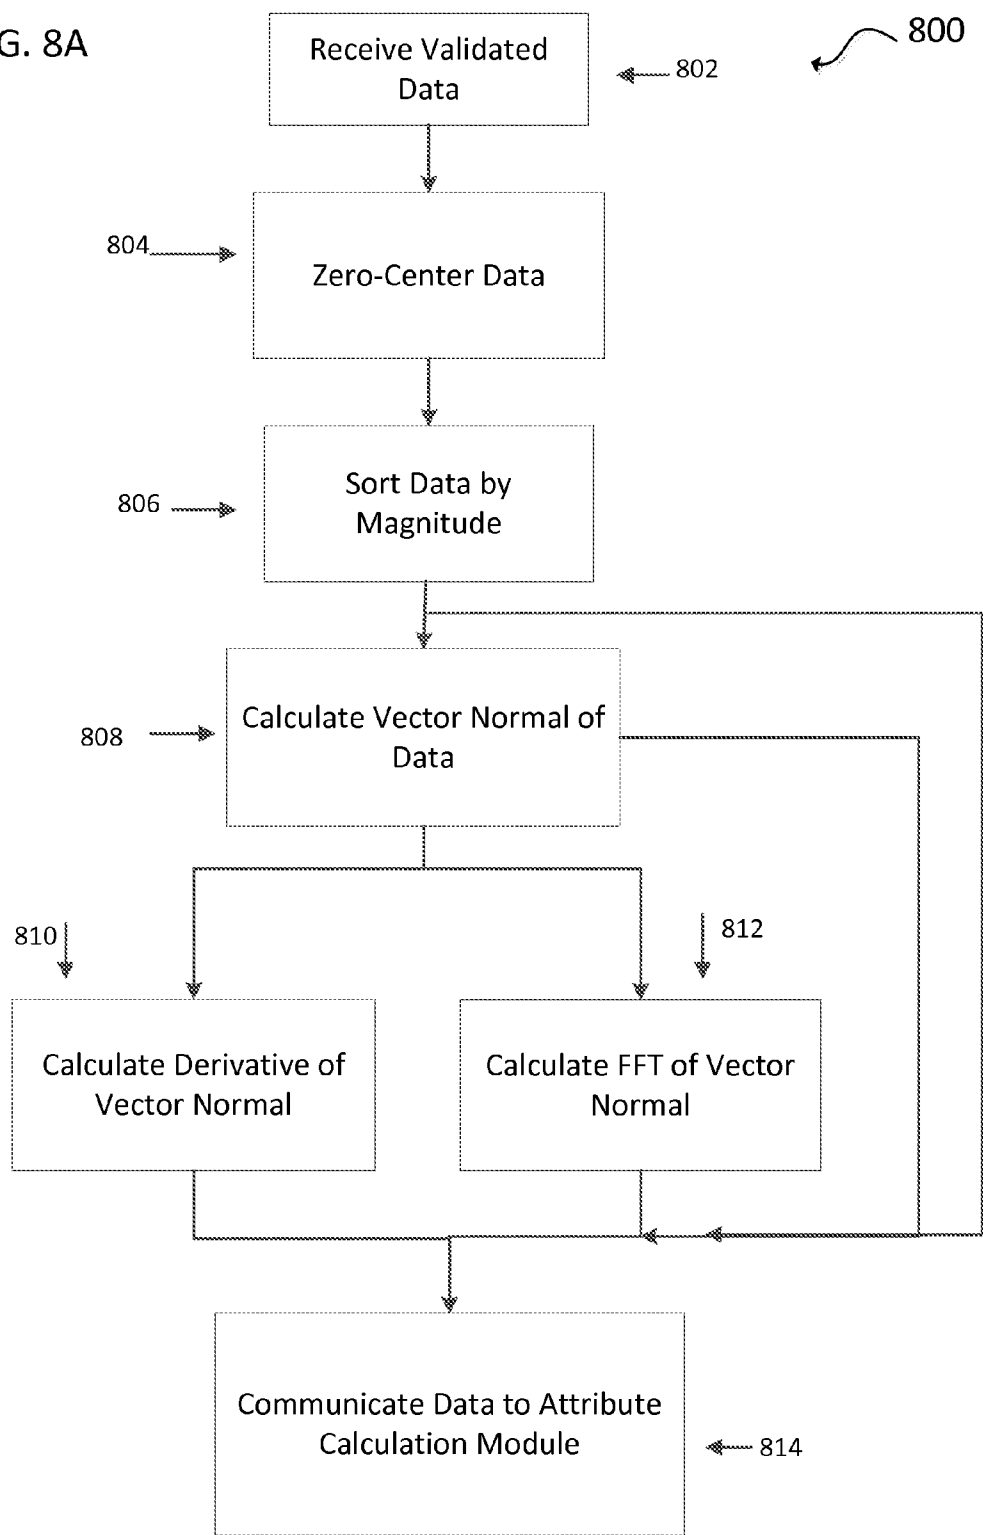 G. 8A
800
Receive Validated
Data
802
804
Zero-Center Data
806
Sort Data by
Magnitude
808
Calculate Vector Normal of
Data
810
812
Calculate Derivative of
Vector Normal
Calculate FFT of Vector
Normal
Communicate Data to Attribute
Calculation Module
814